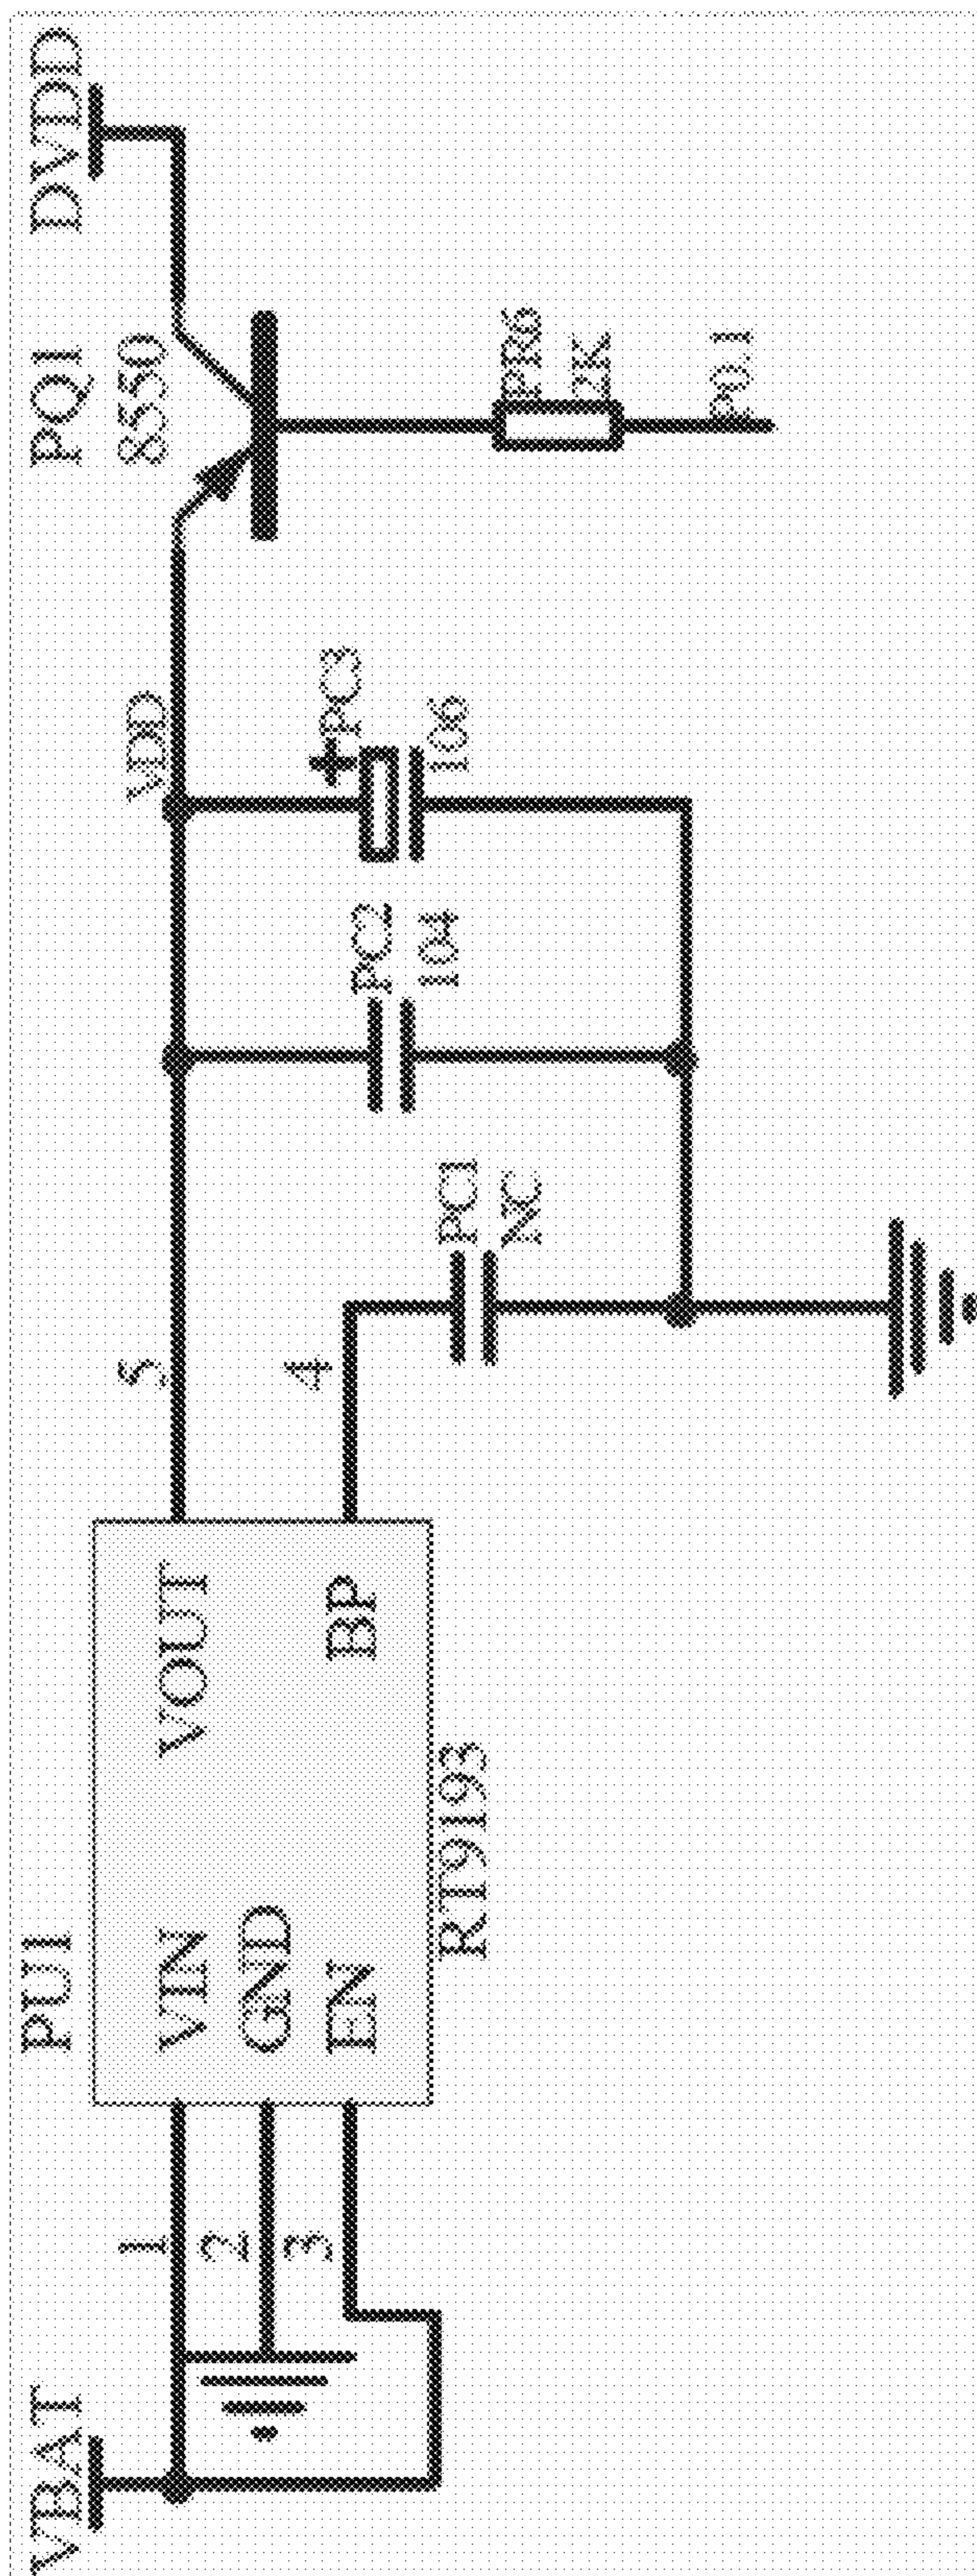 VBAT
1
2
3
PU1
VIN
GND
EN
VOUT
BP
RT9193
5
4
PC1
NC
PC2
104
VDD
PC3
106
PQ1
8550
PR6
2K
P0.1
DVDD